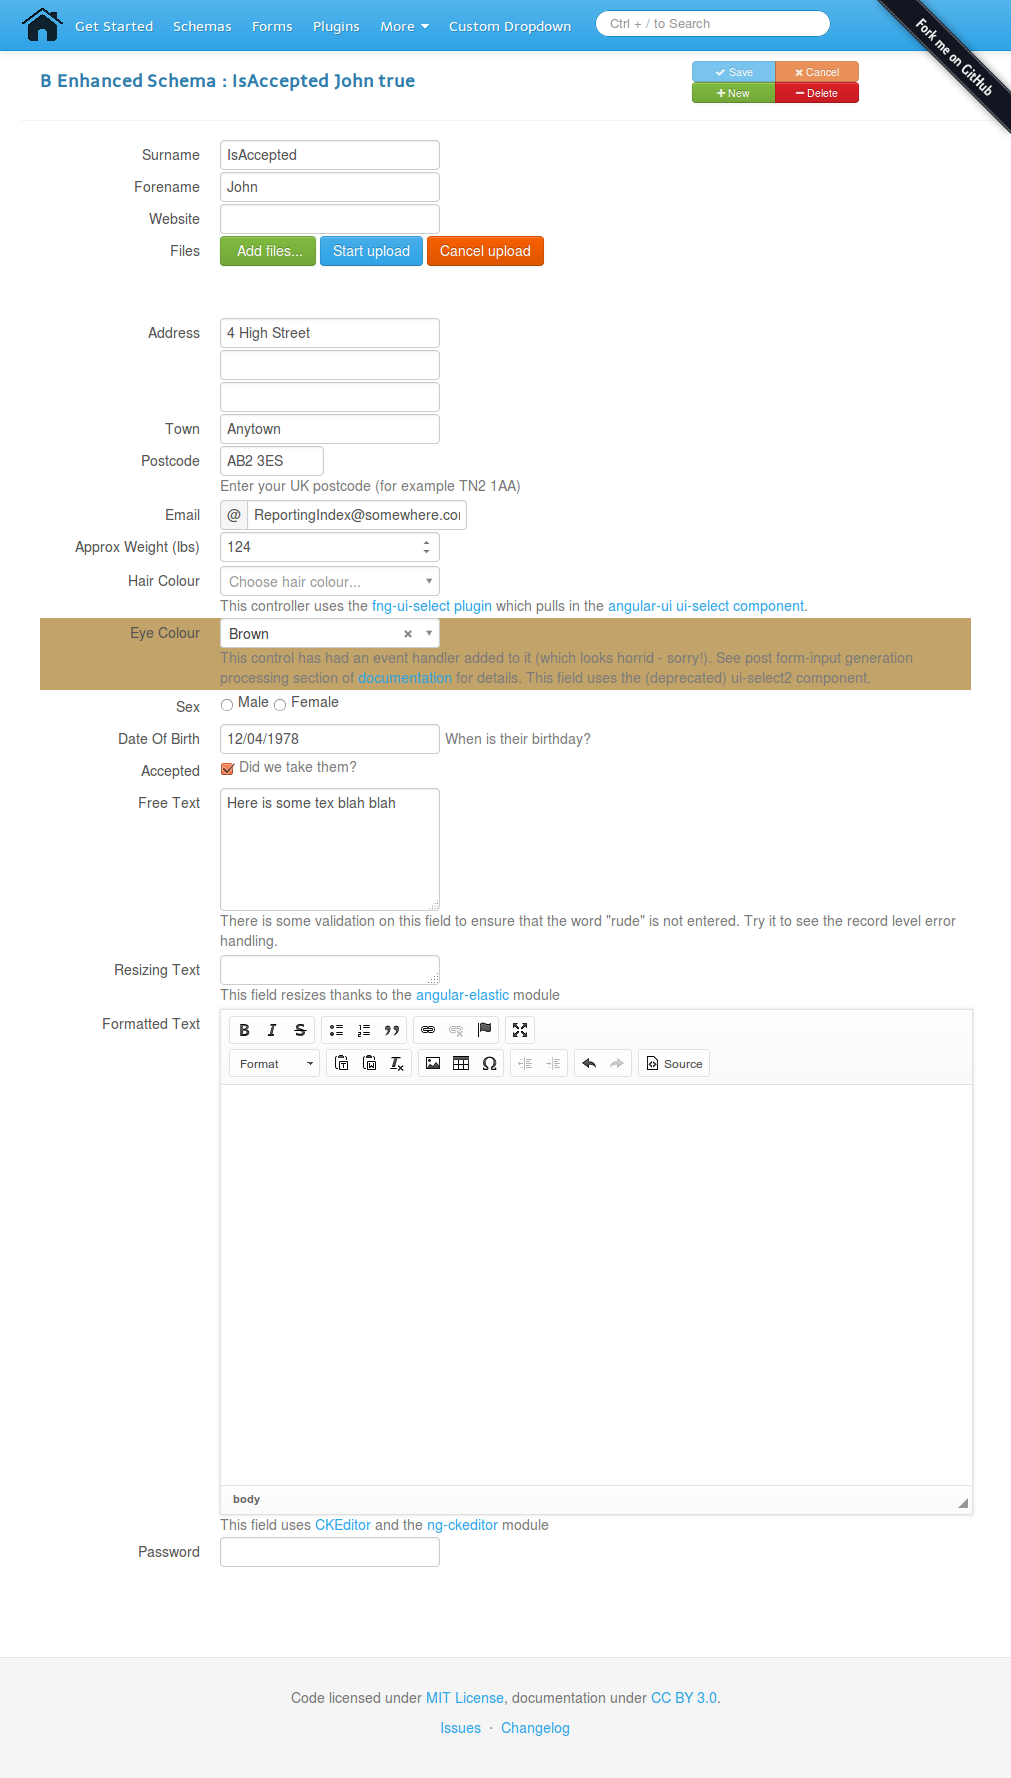 Get Started Schemas Forms Plugins More Custom Dropdown Ctrl + / to Search
Fork me on GitHub
B Enhanced Schema : IsAccepted John true
Save Cancel
New Delete
Surname IsAccepted
Forename John
Website
Files Add files... Start upload Cancel upload
Address 4 High Street
Town Anytown
Postcode AB2 3ES
Enter your UK postcode (for example TN2 1AA)
Email @ ReportingIndex@somewhere.co
Approx Weight (lbs) 124
Hair Colour Choose hair colour...
This controller uses the fng-ui-select plugin which pulls in the angular-ui ui-select component.
Eye Colour Brown
This control has had an event handler added to it (which looks horrid - sorry!). See post form-input generation
processing section of documentation for details. This field uses the (deprecated) ui-select2 component.
Sex Male Female
Date Of Birth 12/04/1978 When is their birthday?
Accepted Did we take them?
Free Text Here is some tex blah blah
There is some validation on this field to ensure that the word "rude" is not entered. Try it to see the record level error
handling.
Resizing Text
This field resizes thanks to the angular-elastic module
Formatted Text B I S
Format Source
body
This field uses CKEditor and the ng-ckeditor module
Password
Code licensed under MIT License, documentation under CC BY 3.0.
Issues · Changelog